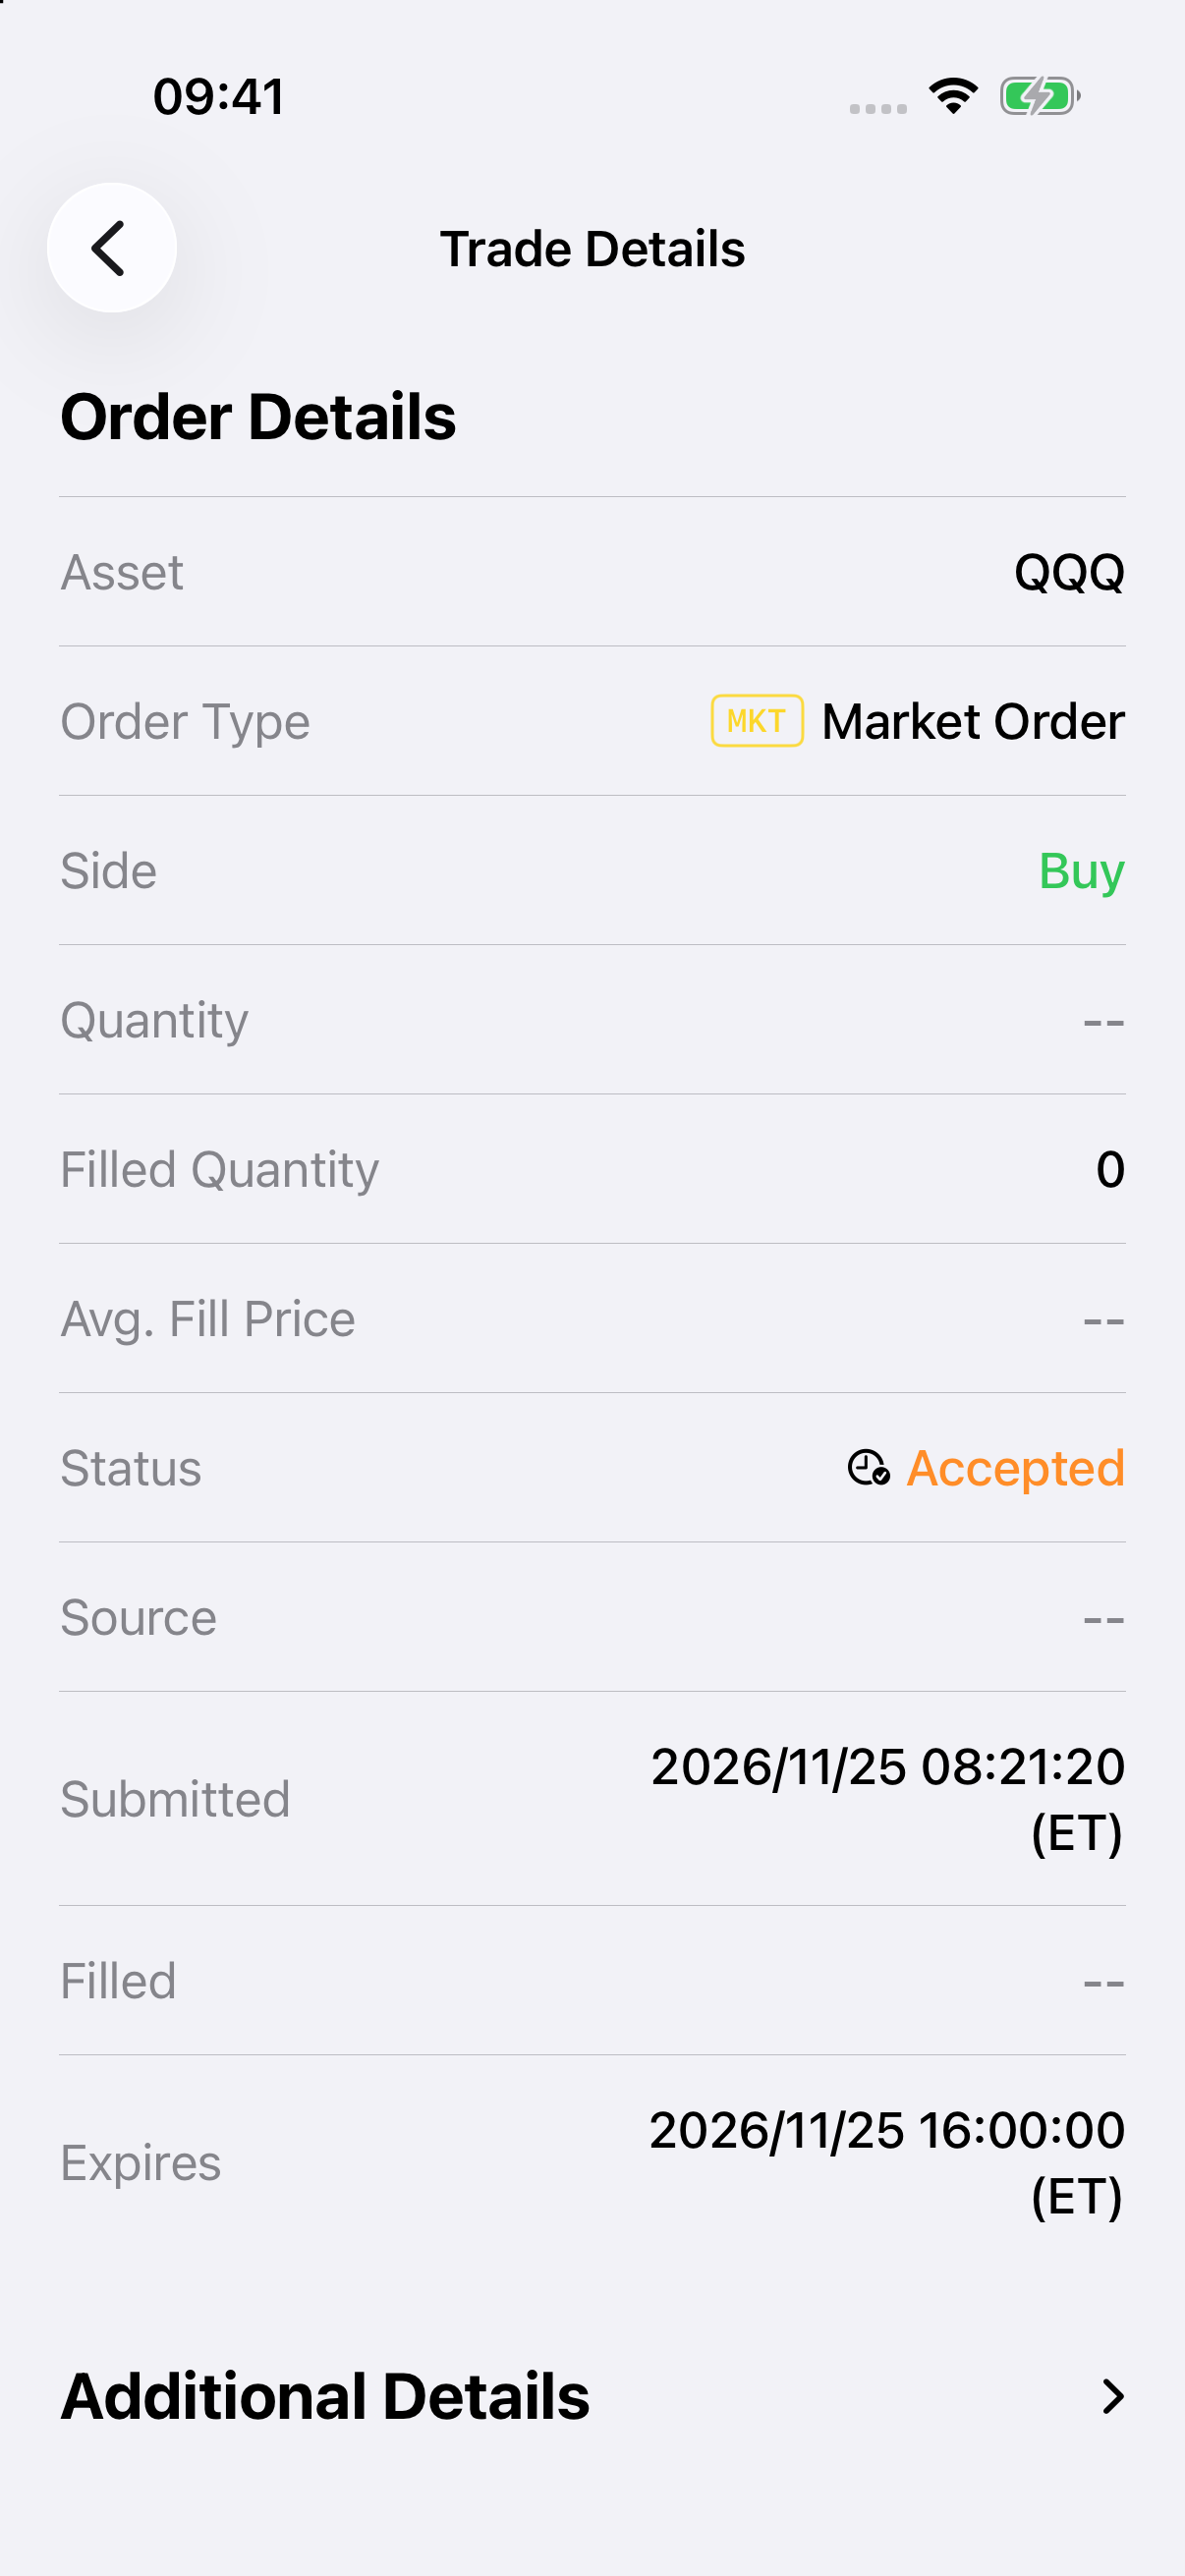 09:41
Trade Details
Order Details
Asset QQQ
Order Type MKT Market Order
Side Buy
Quantity --
Filled Quantity 0
Avg. Fill Price --
Status Accepted
Source --
Submitted 2026/11/25 08:21:20
(ET)
Filled --
Expires 2026/11/25 16:00:00
(ET)
Additional Details